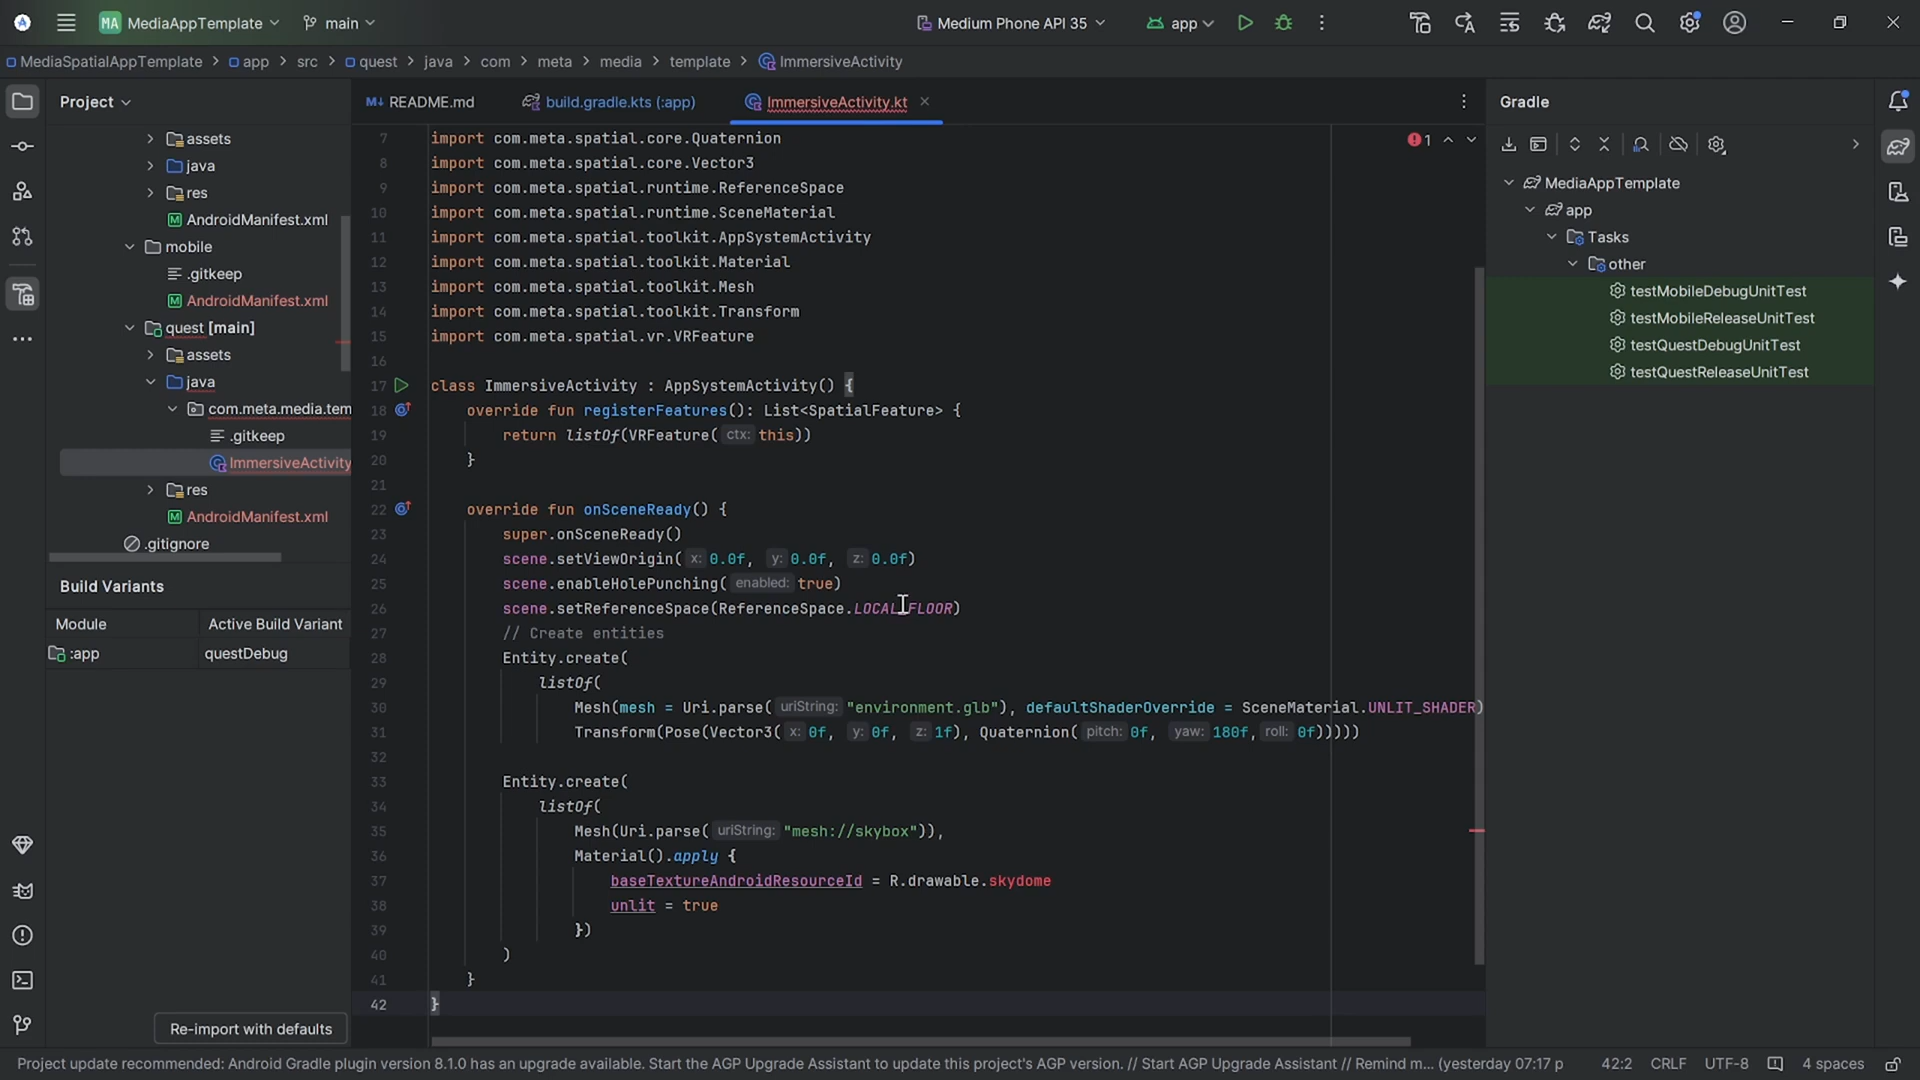 MA MediaAppTemplate main Medium Phone API 35 app
MediaSpatialAppTemplate app src quest java com meta media template ImmersiveActivity
Project
assets
java
res
AndroidManifest.xml
mobile
.gitkeep
AndroidManifest.xml
quest [main]
assets
java
com.meta.media.tem
.gitkeep
ImmersiveActivity
res
AndroidManifest.xml
.gitignore
Build Variants
Module Active Build Variant
:app questDebug
Re-import with defaults
README.md build.gradle.kts (:app) ImmersiveActivity.kt
1
7 import com.meta.spatial.core.Quaternion
8 import com.meta.spatial.core.Vector3
9 import com.meta.spatial.runtime.ReferenceSpace
10 import com.meta.spatial.runtime.SceneMaterial
11 import com.meta.spatial.toolkit.AppSystemActivity
12 import com.meta.spatial.toolkit.Material
13 import com.meta.spatial.toolkit.Mesh
14 import com.meta.spatial.toolkit.Transform
15 import com.meta.spatial.vr.VRFeature
16
17 class ImmersiveActivity : AppSystemActivity() {
18 override fun registerFeatures(): List<SpatialFeature> {
19 return listOf(VRFeature( ctx: this))
20 }
21
22 override fun onSceneReady() {
23 super.onSceneReady()
24 scene.setViewOrigin( x: 0.0f, y: 0.0f, z: 0.0f)
25 scene.enableHolePunching( enabled: true)
26 scene.setReferenceSpace(ReferenceSpace.LOCAL_FLOOR)
27 // Create entities
28 Entity.create(
29 listOf(
30 Mesh(mesh = Uri.parse( uriString: "environment.glb"), defaultShaderOverride = SceneMaterial.UNLIT_SHADER)
31 Transform(Pose(Vector3( x: 0f, y: 0f, z: 1f), Quaternion( pitch: 0f, yaw: 180f, roll: 0f)))))
32
33 Entity.create(
34 listOf(
35 Mesh(Uri.parse( uriString: "mesh://skybox")),
36 Material().apply {
37 baseTextureAndroidResourceId = R.drawable.skydome
38 unlit = true
39 })
40 )
41 }
42 }
Gradle
MediaAppTemplate
app
Tasks
other
testMobileDebugUnitTest
testMobileReleaseUnitTest
testQuestDebugUnitTest
testQuestReleaseUnitTest
Project update recommended: Android Gradle plugin version 8.1.0 has an upgrade available. Start the AGP Upgrade Assistant to update this project's AGP version. // Start AGP Upgrade Assistant // Remind m... (yesterday 07:17 p 42:2 CRLF UTF-8 4 spaces